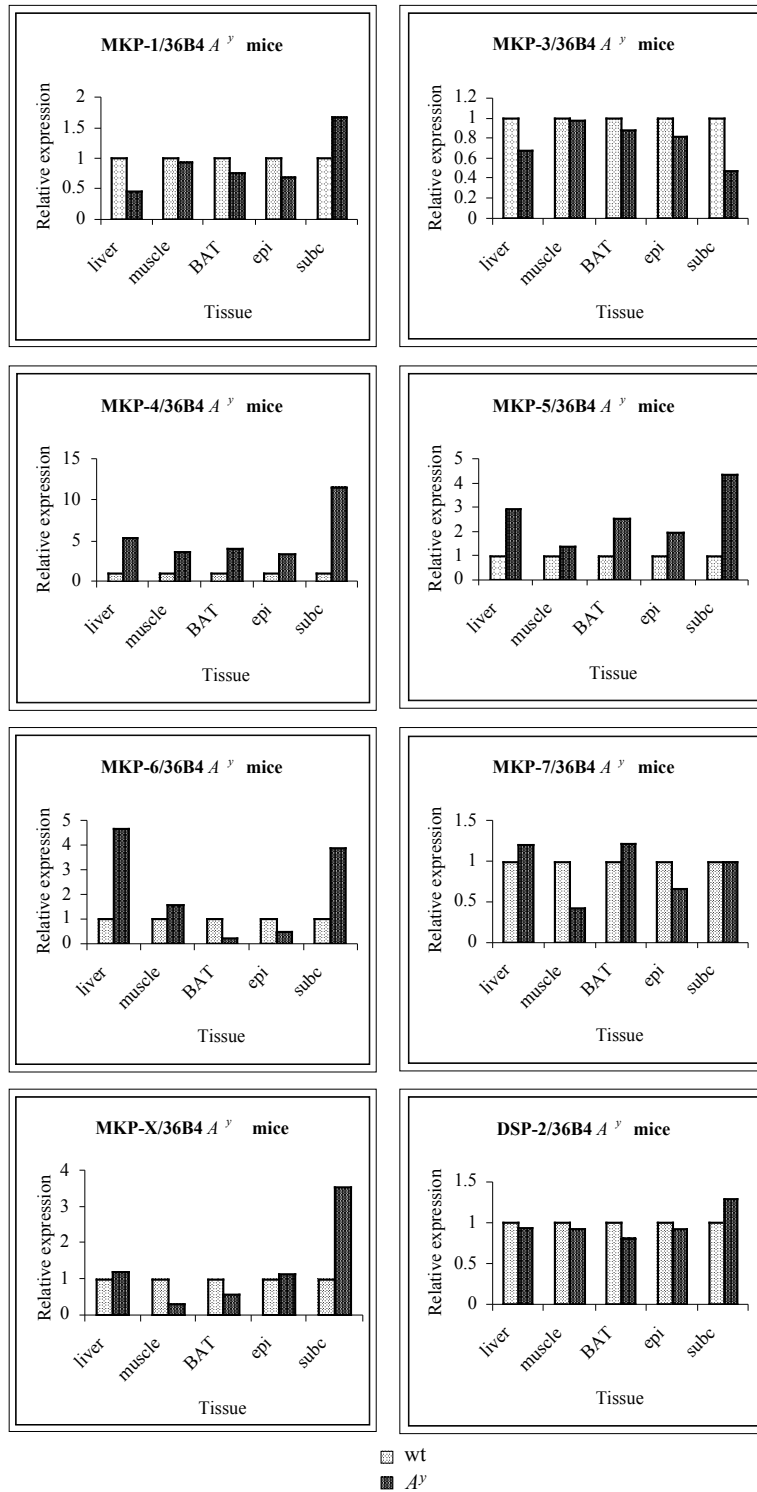 MKP-1/36B4 A y mice
Relative expression
2
1.5
1
0.5
0
liver
muscle
BAT
epi
subc
Tissue
MKP-3/36B4 A y mice
Relative expression
1.2
1
0.8
0.6
0.4
0.2
0
liver
muscle
BAT
epi
subc
Tissue
MKP-4/36B4 A y mice
Relative expression
15
10
5
0
liver
muscle
BAT
epi
subc
Tissue
MKP-5/36B4 A y mice
Relative expression
5
4
3
2
1
0
liver
muscle
BAT
epi
subc
Tissue
MKP-6/36B4 A y mice
Relative expression
5
4
3
2
1
0
liver
muscle
BAT
epi
subc
Tissue
MKP-7/36B4 A y mice
Relative expression
1.5
1
0.5
0
liver
muscle
BAT
epi
subc
Tissue
MKP-X/36B4 A y mice
Relative expression
4
3
2
1
0
liver
muscle
BAT
epi
subc
Tissue
DSP-2/36B4 A y mice
Relative expression
1.5
1
0.5
0
liver
muscle
BAT
epi
subc
Tissue
wt
Ay